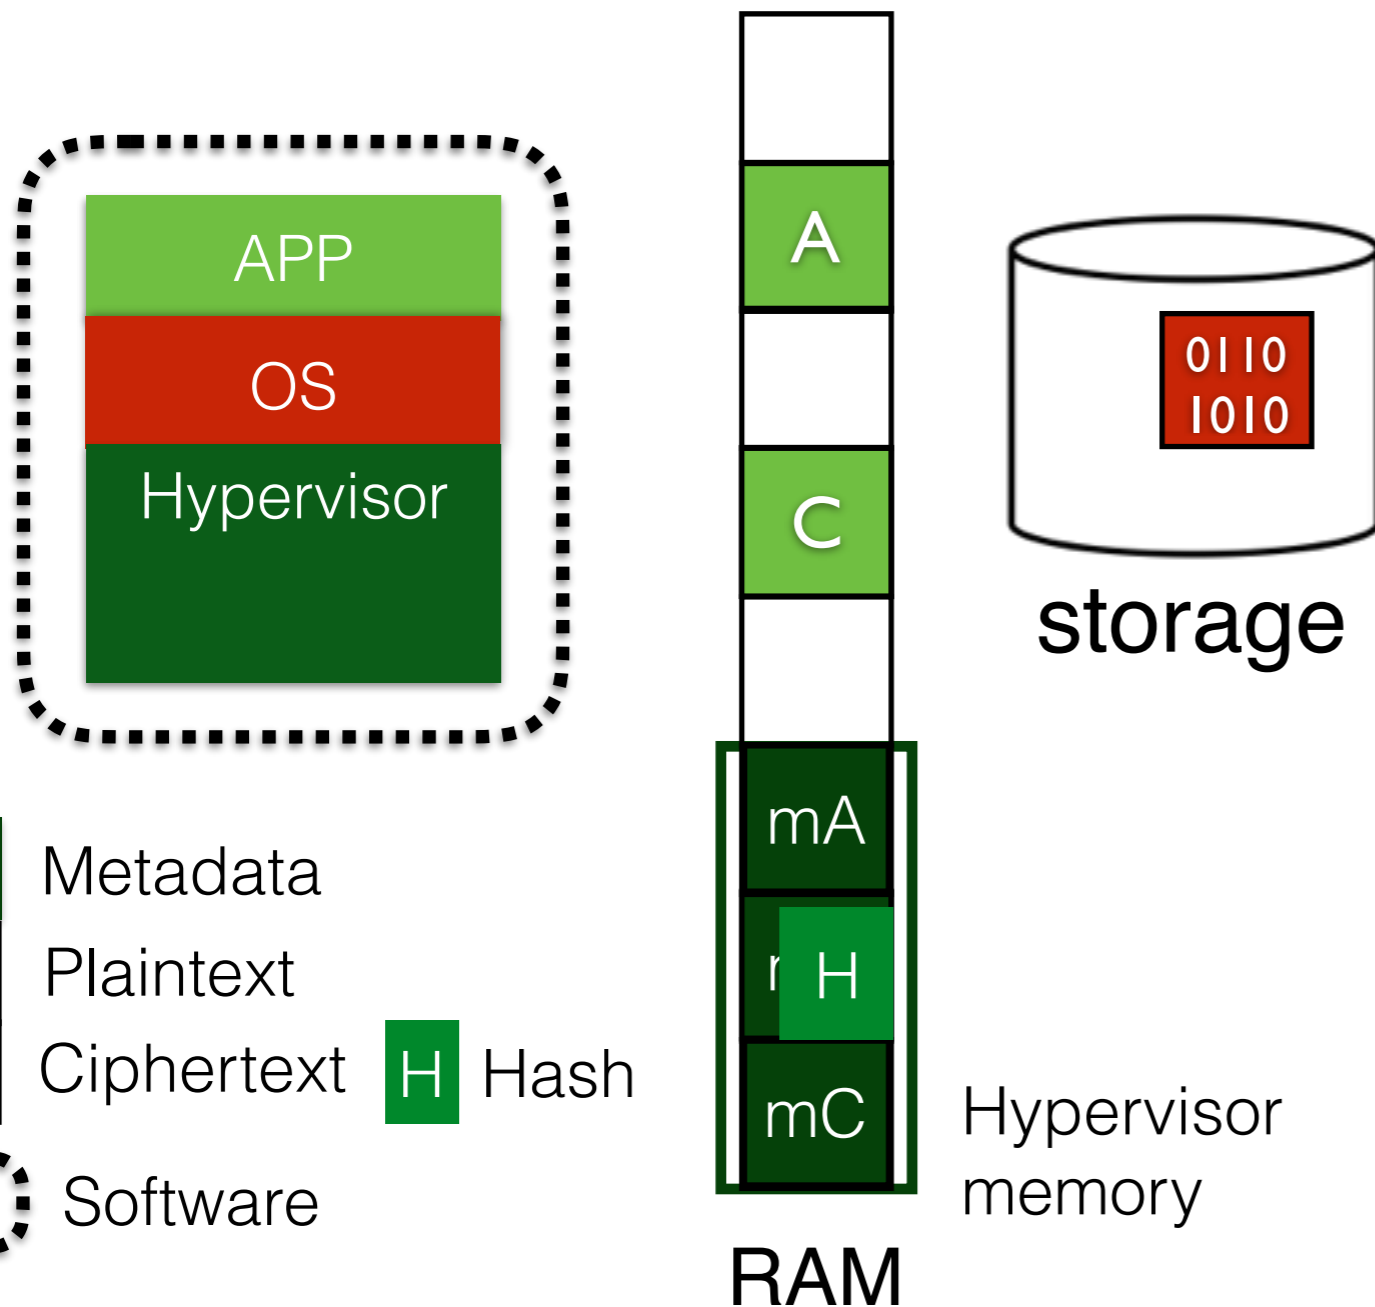 APP
OS
Hypervisor
A
C
0110
1010
storage
mA
H
mC
Hypervisor
memory
RAM
Metadata
Plaintext
Ciphertext
H Hash
Software